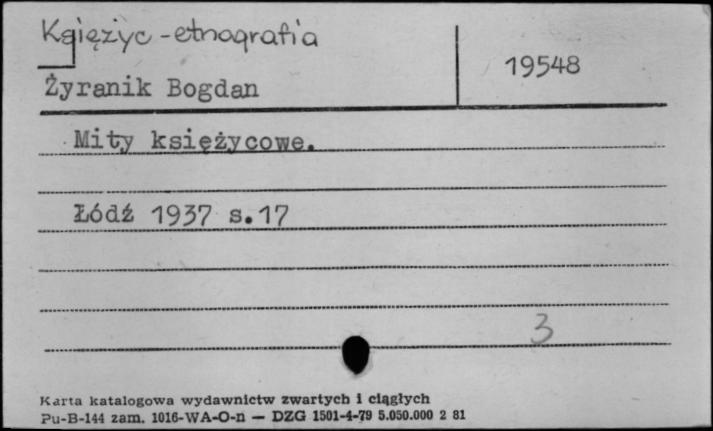 Księżyc - etnografia
19548
Żyranik Bogdan
Mity księżycowe.
Łódź 1937 s.17
3
Karta katalogowa wydawnictw zwartych i ciągłych
Pu-B-144 zam. 1016-WA-O-n — DZG 1501-4-79 5.050.000 2 81